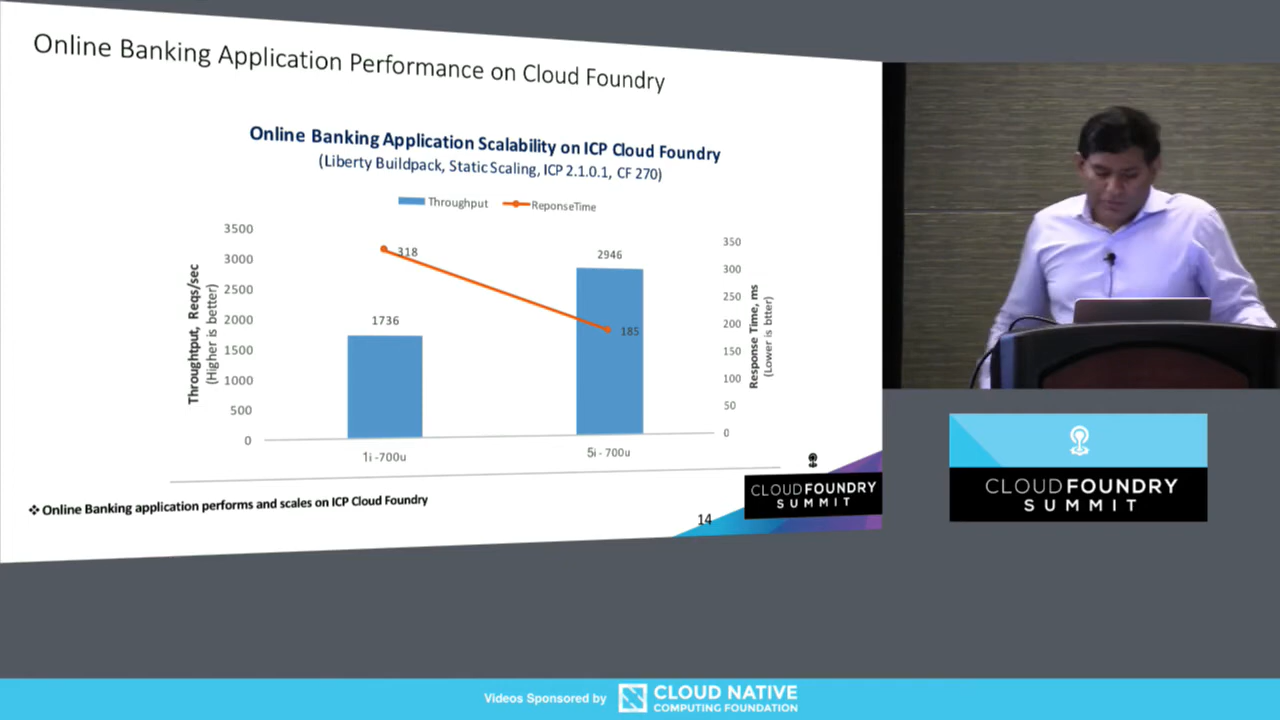 Online Banking Application Performance on Cloud Foundry
Online Banking Application Scalability on ICP Cloud Foundry
(Liberty Buildpack, Static Scaling, ICP 2.1.0.1, CF 270)
Throughput
ReponseTime
3500
3000
2500
2000
1500
1000
500
0
Throughtput, Reqs/sec
(Higher is better)
318
1736
2946
185
350
300
250
200
150
100
50
0
Response Time, ms
(Lower is btter)
1i -700u
5i - 700u
❖ Online Banking application performs and scales on ICP Cloud Foundry
14
CLOUD FOUNDRY
SUMMIT
CLOUD FOUNDRY
SUMMIT
Videos Sponsored by
CLOUD NATIVE
COMPUTING FOUNDATION